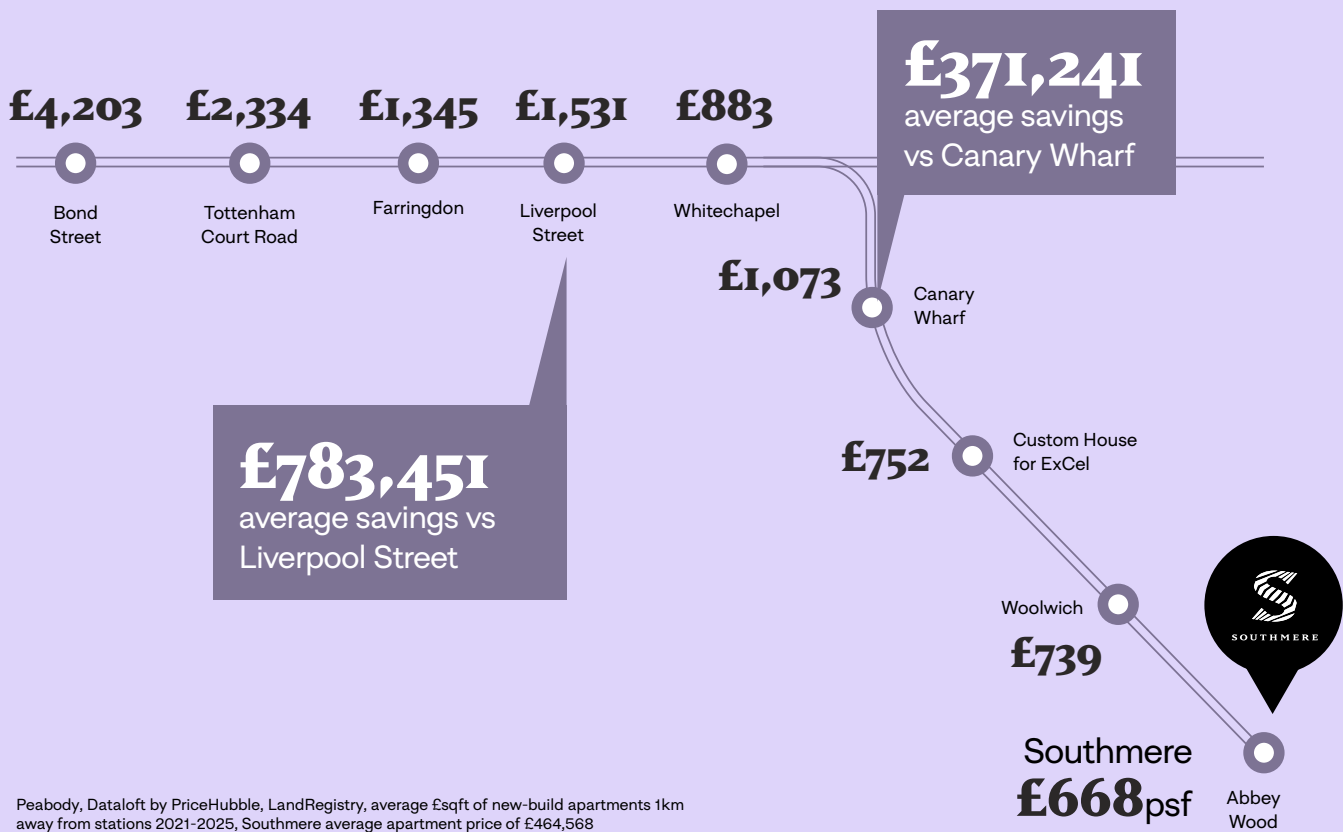 £4,203
£2,334
£1,345
£1,531
£883
Bond
Street
Tottenham
Court Road
Farringdon
Liverpool
Street
Whitechapel
£371,241
average savings
vs Canary Wharf
£1,073
Canary
Wharf
£783,451
average savings vs
Liverpool Street
£752
Custom House
for ExCel
Woolwich
£739
S
SOUTHMERE
Southmere
£668psf
Abbey
Wood
Peabody, Dataloft by PriceHubble, LandRegistry, average £sqft of new-build apartments 1km
away from stations 2021-2025, Southmere average apartment price of £464,568